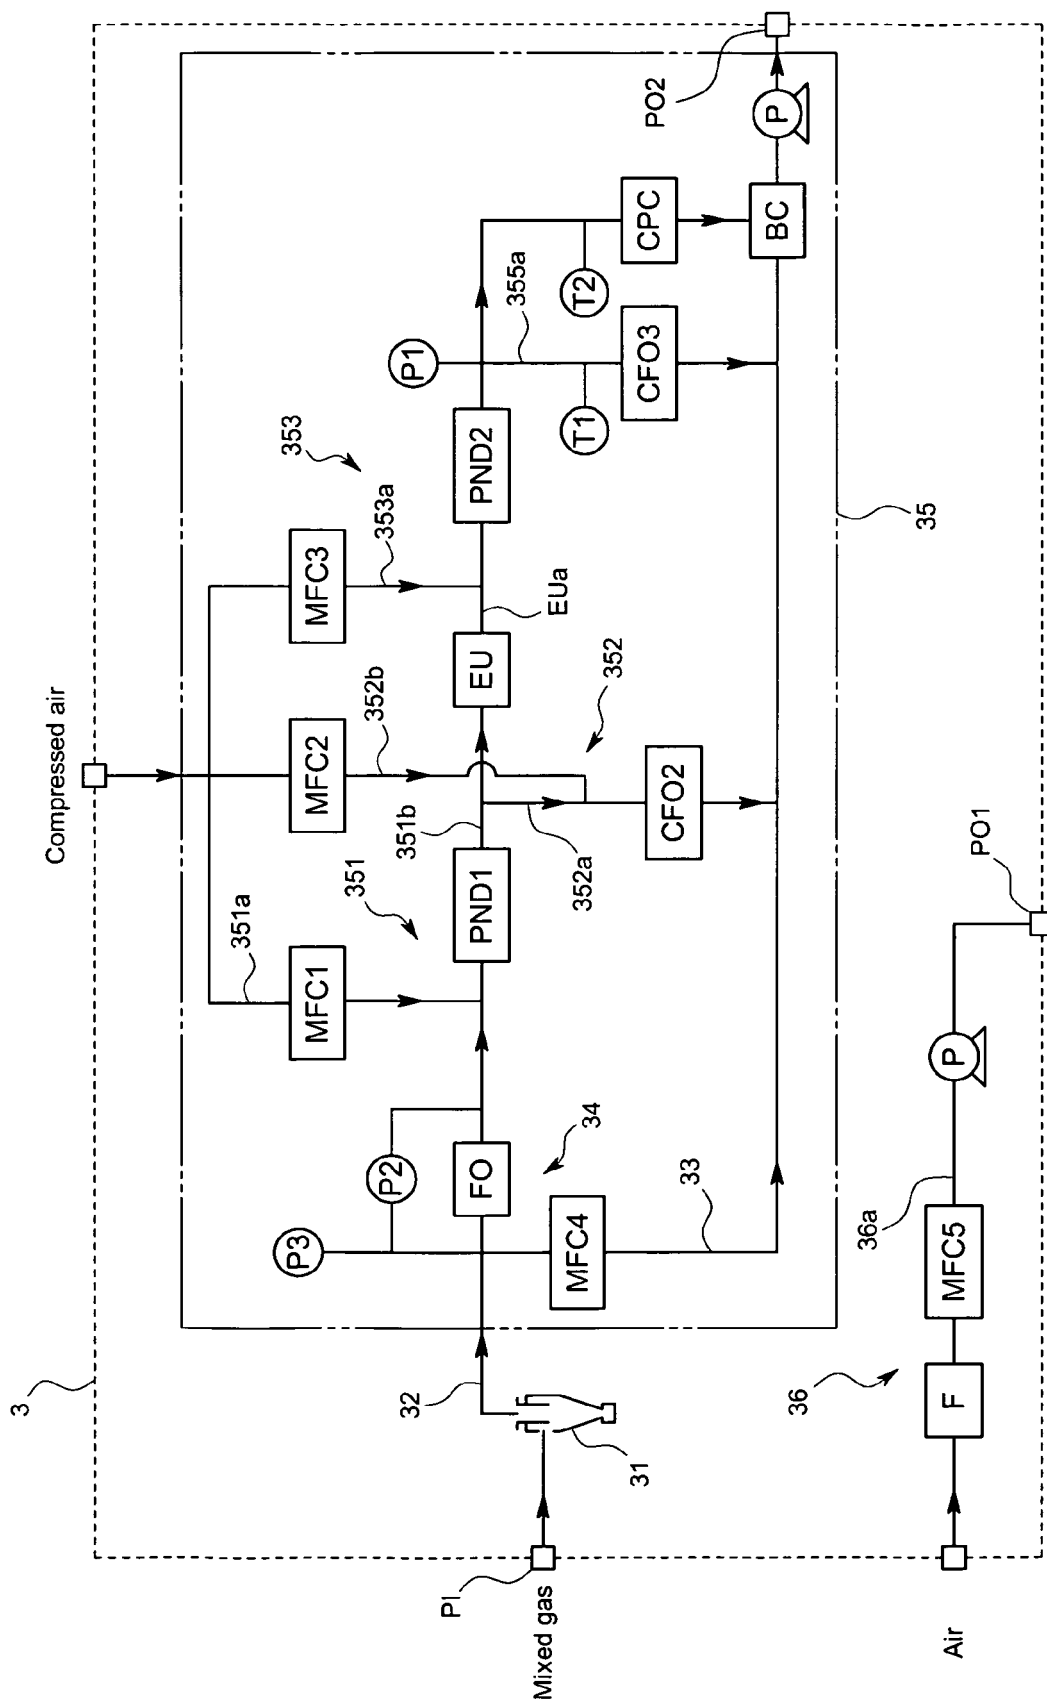 3
Compressed air
PO2
351a
MFC1
MFC2
352b
MFC3
353a
353
P1
351
351b
P3
P2
FO
PND1
EU
EUa
PND2
355a
T1
T2
CFO3
CPC
BC
P
32
31
34
MFC4
33
352a
352
CFO2
35
PI
Mixed gas
36
F
MFC5
36a
P
PO1
Air